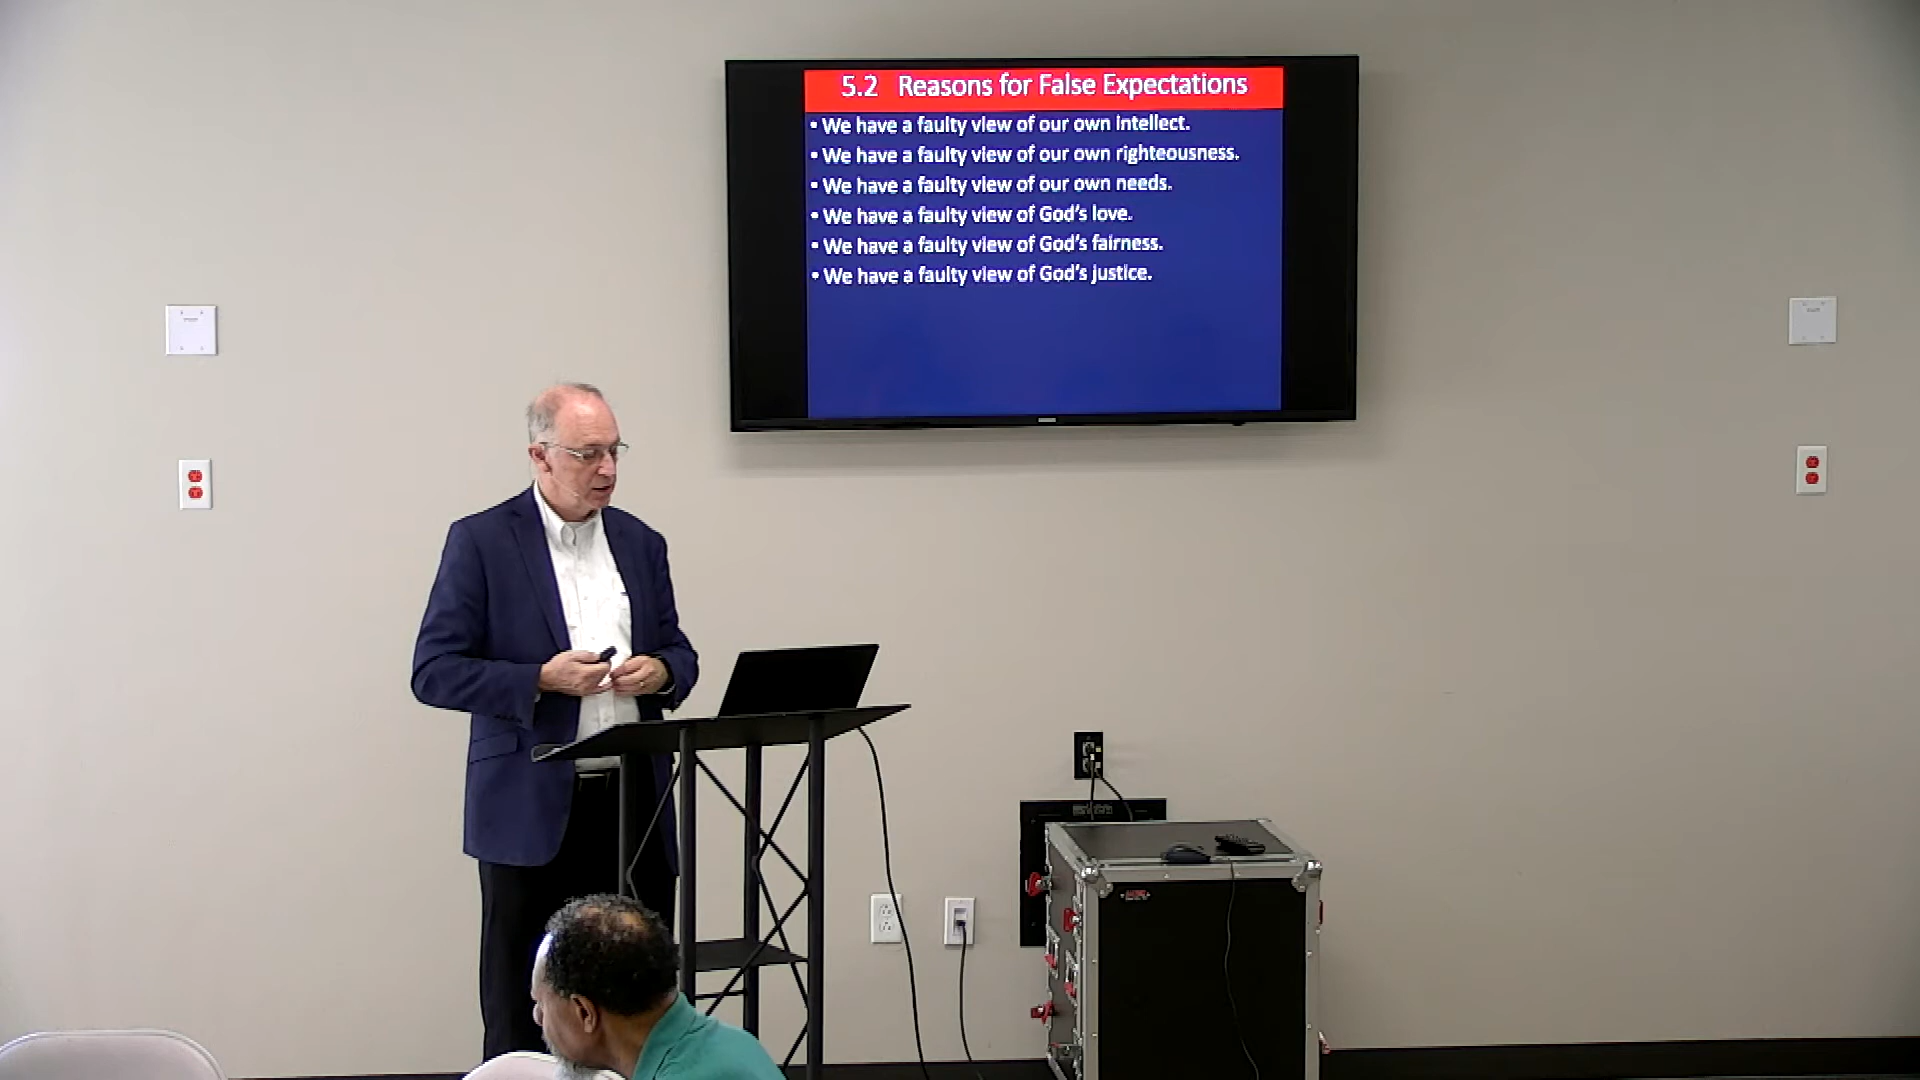 5.2 Reasons for False Expectations
• We have a faulty view of our own intellect.
• We have a faulty view of our own righteousness.
• We have a faulty view of our own needs.
• We have a faulty view of God's love.
• We have a faulty view of God's fairness.
• We have a faulty view of God's justice.